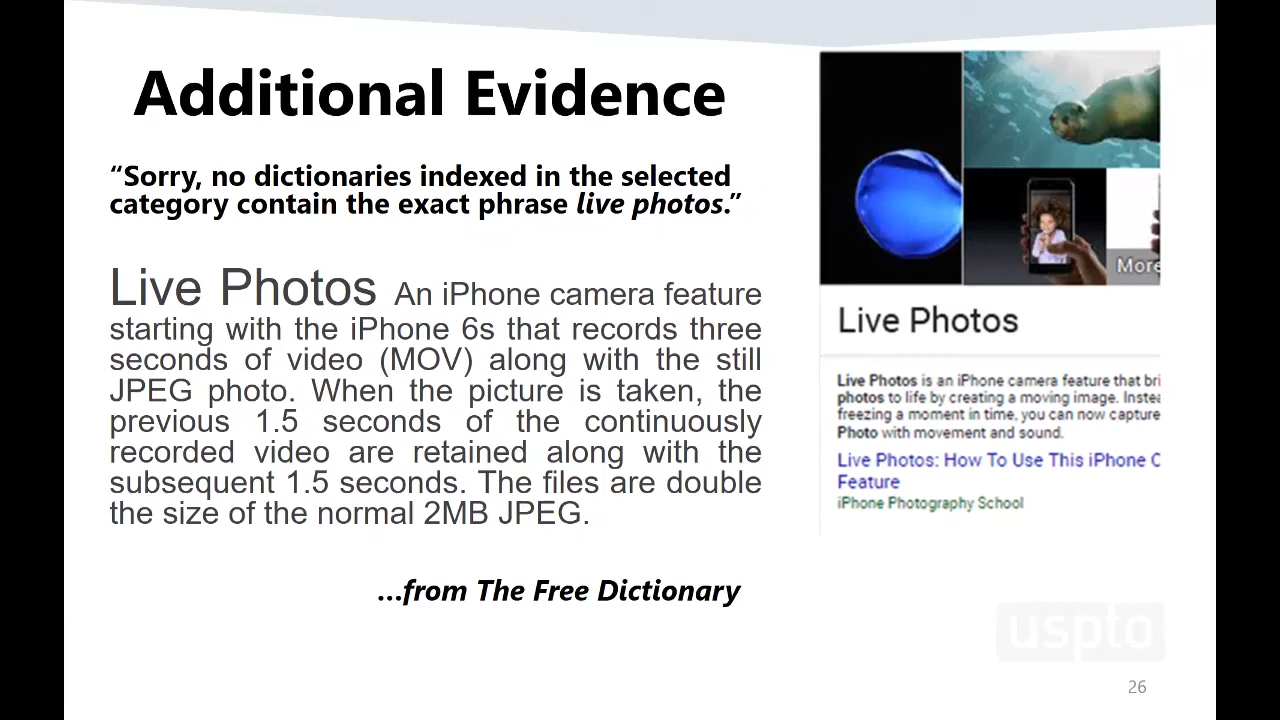 Additional Evidence
“Sorry, no dictionaries indexed in the selected
category contain the exact phrase live photos.”
Live Photos An iPhone camera feature
starting with the iPhone 6s that records three
seconds of video (MOV) along with the still
JPEG photo. When the picture is taken, the
previous 1.5 seconds of the continuously
recorded video are retained along with the
subsequent 1.5 seconds. The files are double
the size of the normal 2MB JPEG.
…from The Free Dictionary
More
Live Photos
Live Photos is an iPhone camera feature that bri
photos to life by creating a moving image. Instea
freezing a moment in time, you can now capture
Photo with movement and sound.
Live Photos: How To Use This iPhone C
Feature
iPhone Photography School
uspto
26